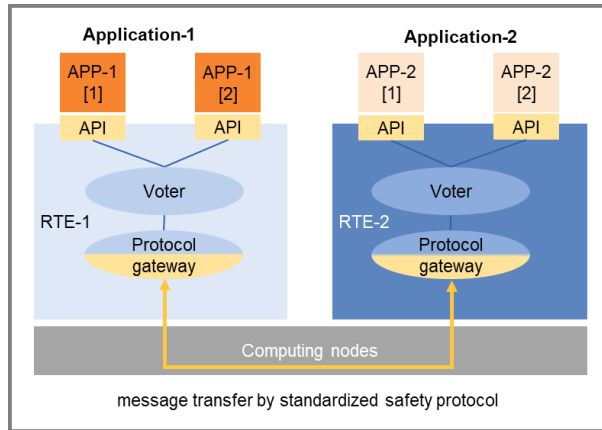 Application-1
Application-2
APP-1
[1]
APP-1
[2]
APP-2
[1]
APP-2
[2]
API
API
API
API
Voter
Voter
RTE-1
RTE-2
Protocol
gateway
Protocol
gateway
Computing nodes
message transfer by standardized safety protocol